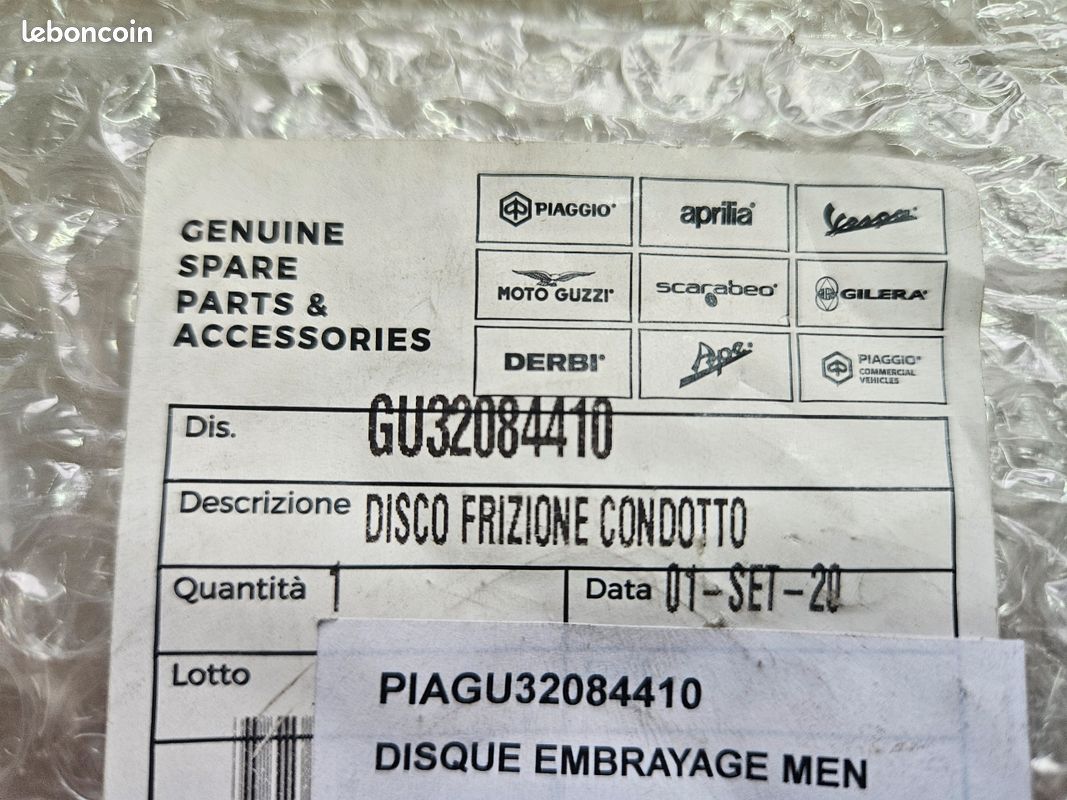 leboncoin
GENUINE
SPARE
PARTS &
ACCESSORIES
PIAGGIO
aprilia
Vespa
MOTO GUZZI
scarabeo
GILERA
DERBI
Ape
PIAGGIO
COMMERCIAL
VEHICLES
Dis. GU32084410
Descrizione DISCO FRIZIONE CONDOTTO
Quantità 1 Data 01-SET-20
Lotto
PIAGU32084410
DISQUE EMBRAYAGE MEN